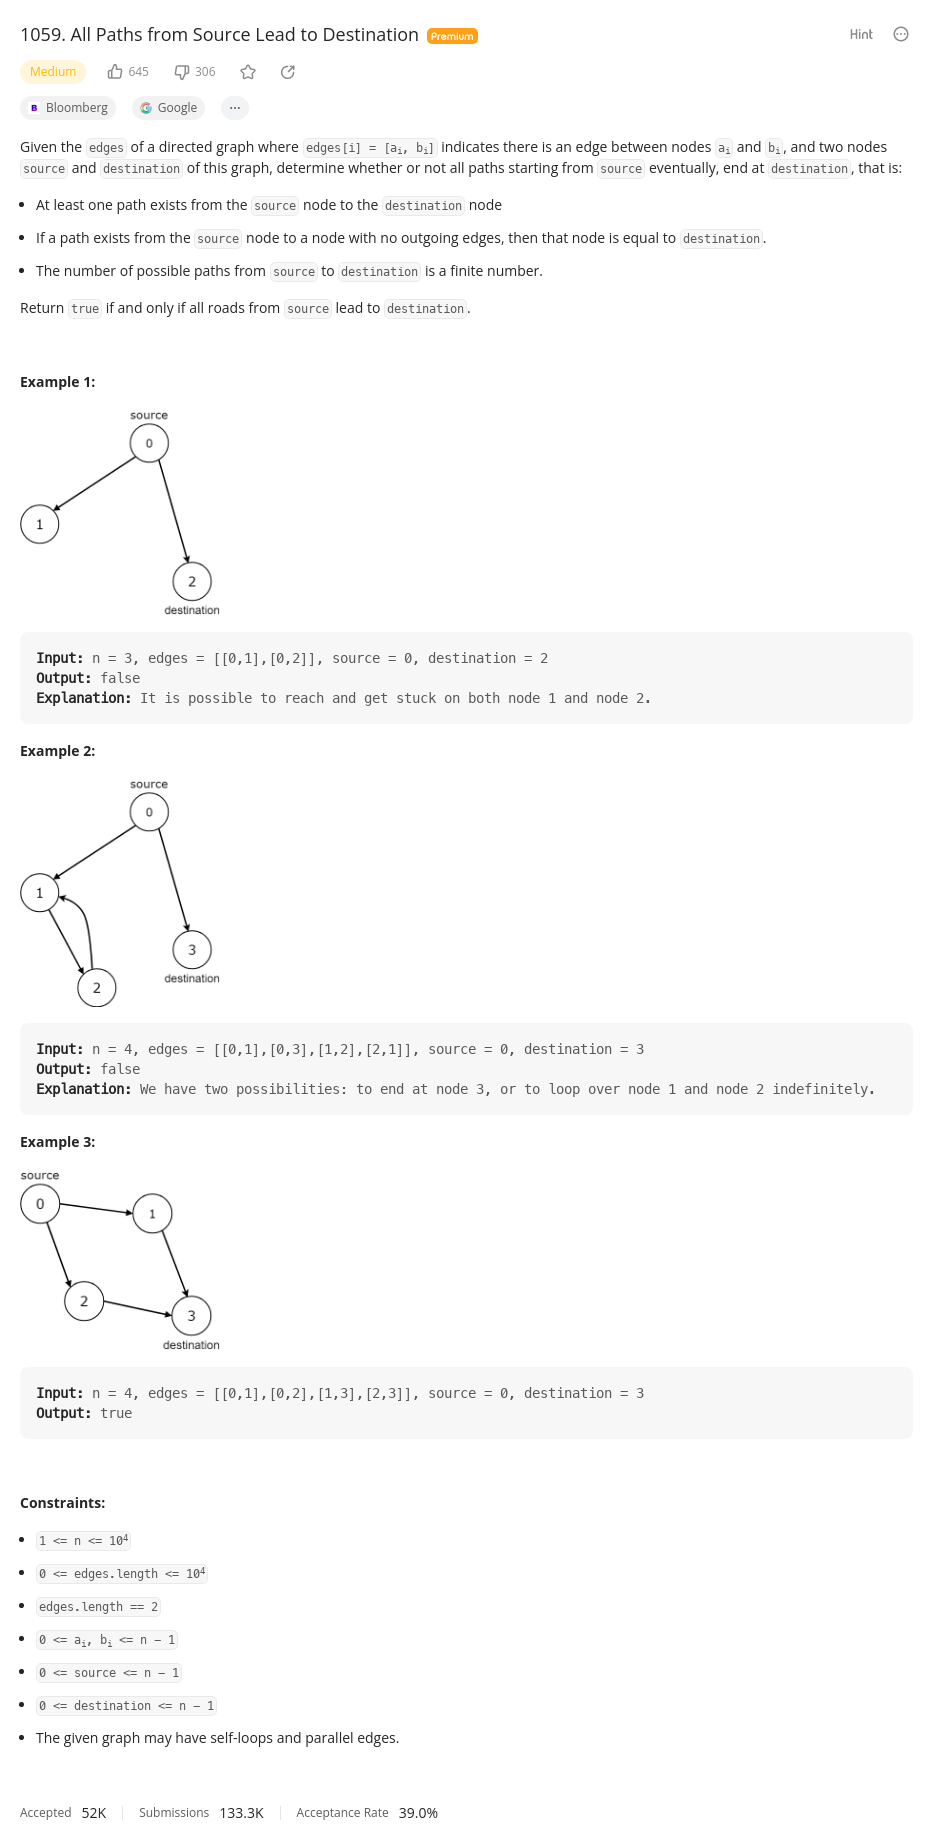 1059. All Paths from Source Lead to Destination Premium Hint
Medium 645 306
B Bloomberg G Google ...
Given the edges of a directed graph where edges[i] = [aᵢ, bᵢ] indicates there is an edge between nodes aᵢ and bᵢ, and two nodes
source and destination of this graph, determine whether or not all paths starting from source eventually, end at destination, that is:
• At least one path exists from the source node to the destination node
• If a path exists from the source node to a node with no outgoing edges, then that node is equal to destination.
• The number of possible paths from source to destination is a finite number.
Return true if and only if all roads from source lead to destination.
Example 1:
source
0
1
2
destination
Input: n = 3, edges = [[0,1],[0,2]], source = 0, destination = 2
Output: false
Explanation: It is possible to reach and get stuck on both node 1 and node 2.
Example 2:
source
0
1
3
destination
2
Input: n = 4, edges = [[0,1],[0,3],[1,2],[2,1]], source = 0, destination = 3
Output: false
Explanation: We have two possibilities: to end at node 3, or to loop over node 1 and node 2 indefinitely.
Example 3:
source
0
1
2
3
destination
Input: n = 4, edges = [[0,1],[0,2],[1,3],[2,3]], source = 0, destination = 3
Output: true
Constraints:
• 1 <= n <= 10⁴
• 0 <= edges.length <= 10⁴
• edges.length == 2
• 0 <= aᵢ, bᵢ <= n - 1
• 0 <= source <= n - 1
• 0 <= destination <= n - 1
• The given graph may have self-loops and parallel edges.
Accepted 52K Submissions 133.3K Acceptance Rate 39.0%